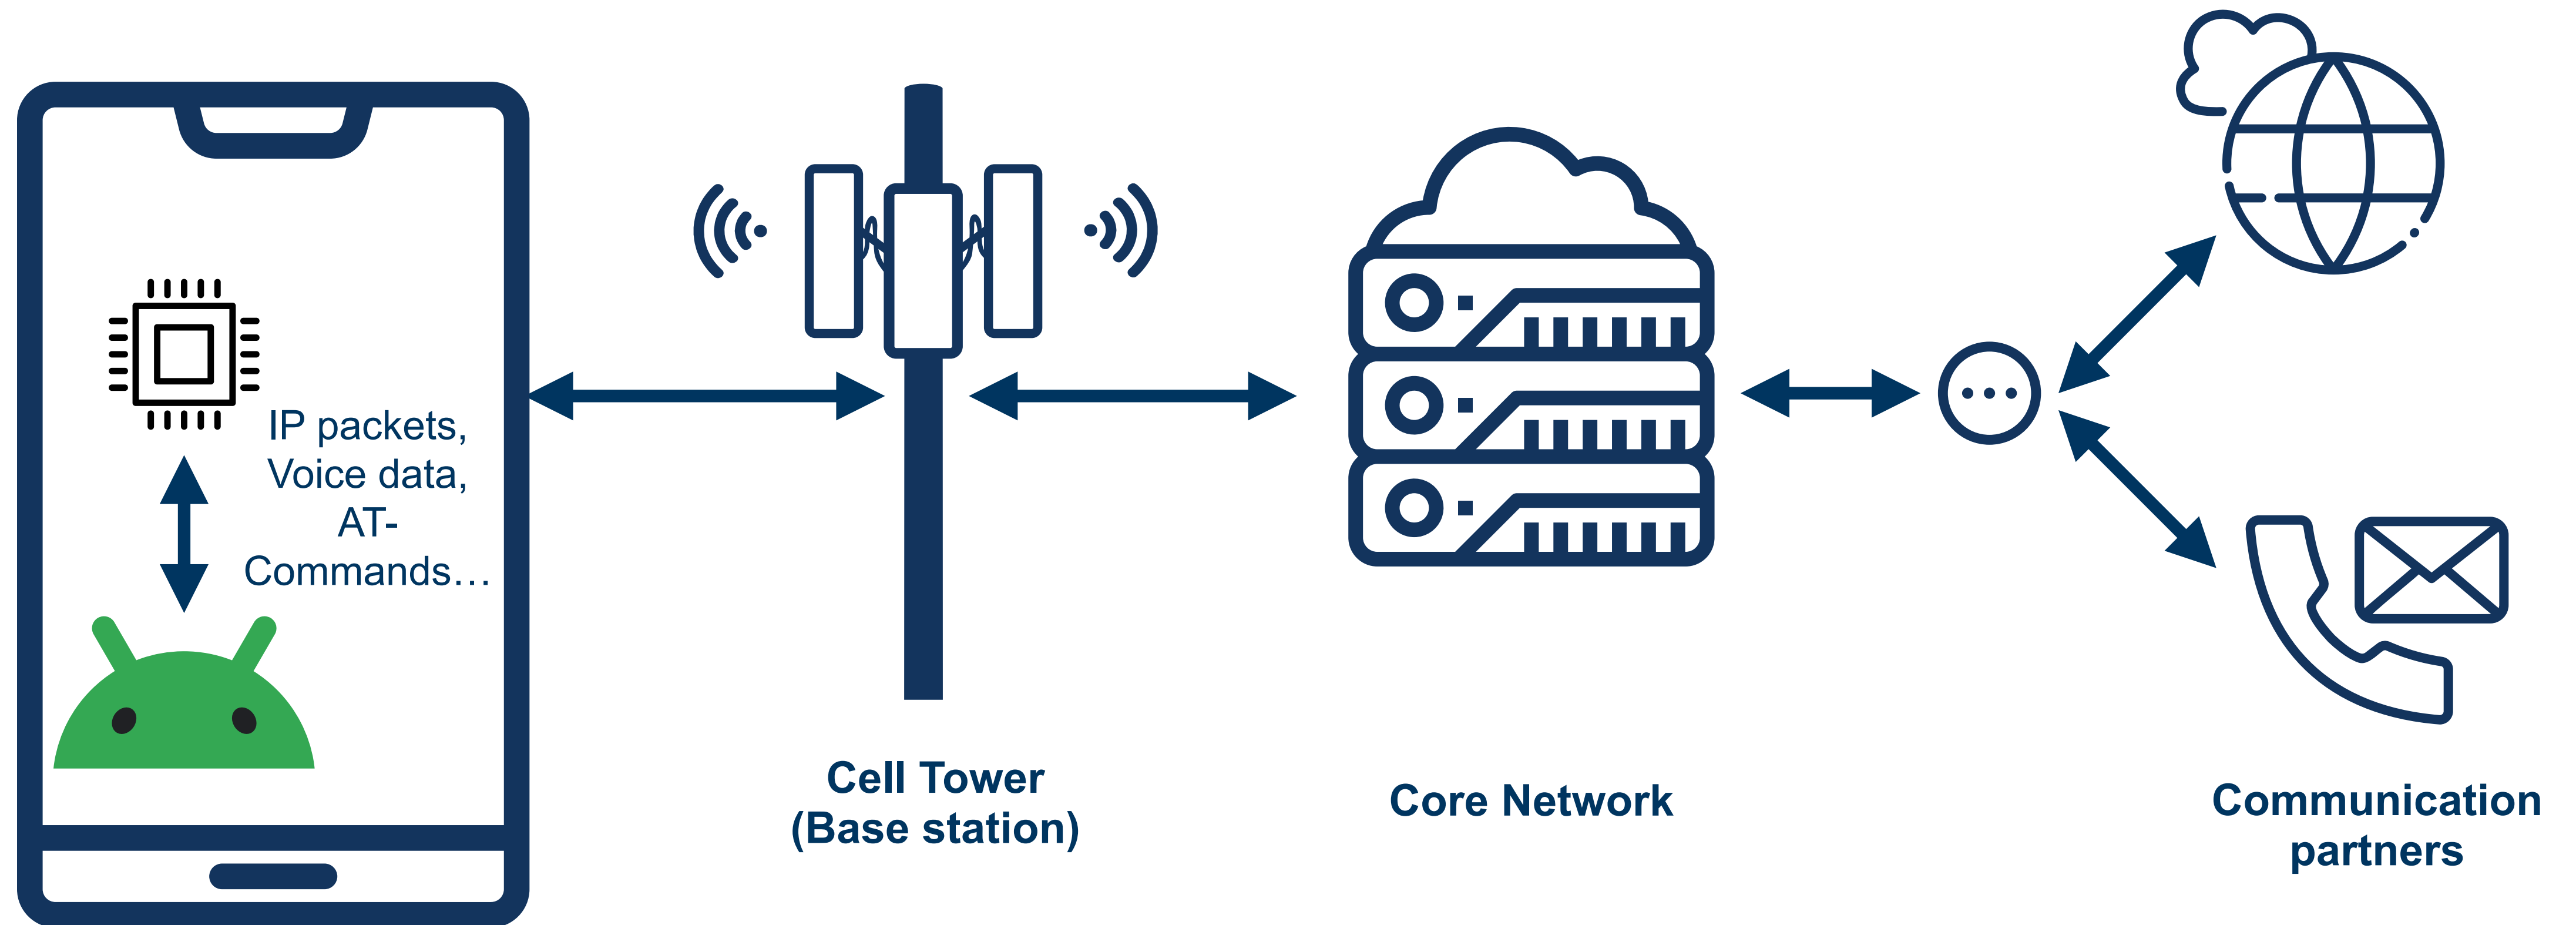 IP packets,
Voice data,
AT-
Commands…
Cell Tower
(Base station)
Core Network
Communication
partners